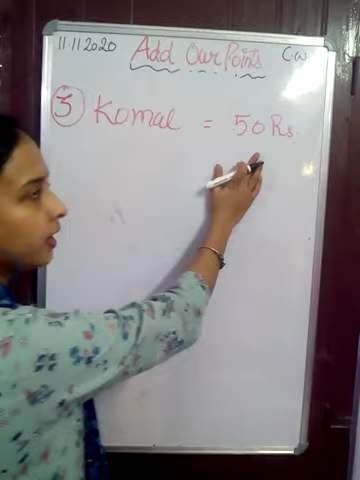 11.11.2020 Add Our Points C.W
3 Komal = 50 Rs.